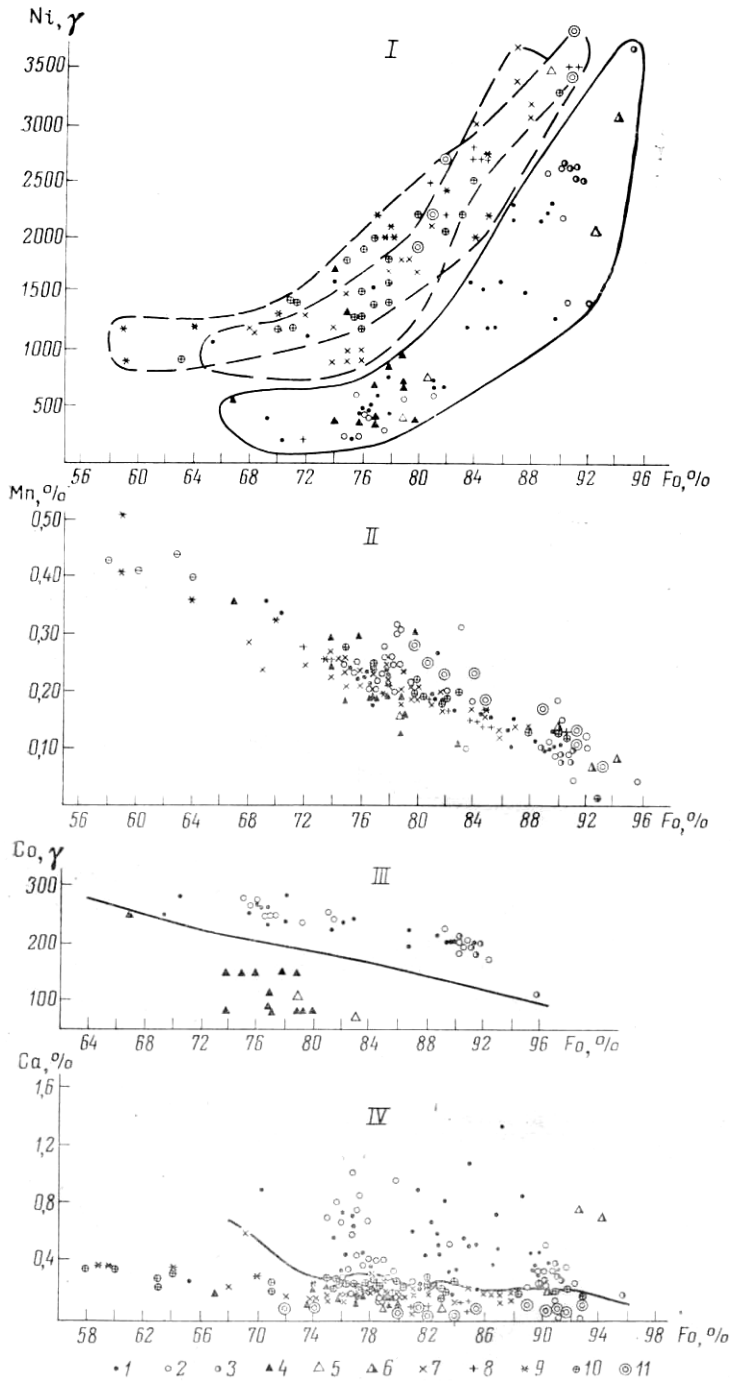 Ni, γ
I
3500
3000
2500
2000
1500
1000
500
56 60 64 68 72 76 80 84 88 92 Fo,% 96
Mn,%
II
0,50
0,40
0,30
0,20
0,10
56 60 64 68 72 76 80 84 88 92 96 Fo,%
Co, γ
III
300
200
100
64 68 72 76 80 84 88 92 96 Fo,%
Ca,%
IV
1,6
1,2
0,8
0,4
58 62 66 70 74 78 82 86 90 94 98 Fo,%
1 2 3 4 5 6 7 8 9 10 11